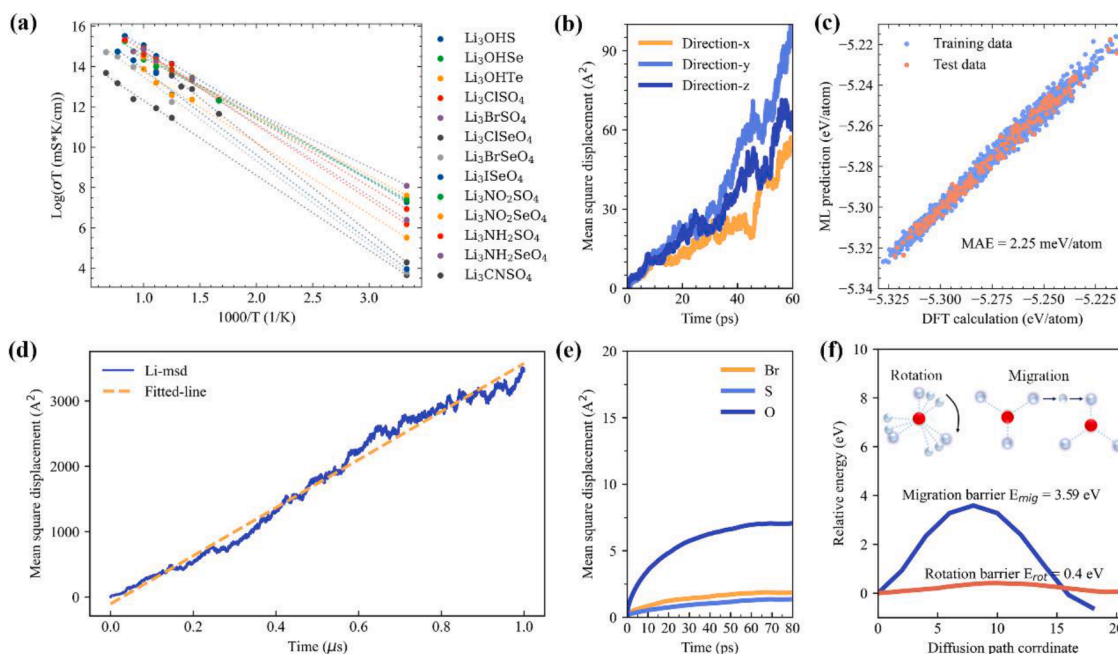 (a)
Log(σT (mS*K/cm))
16
14
12
10
8
6
4
1.0
1.5
2.0
2.5
3.0
1000/T (1/K)
Li₃OHS
Li₃OHSe
Li₃OHTe
Li₃ClSO₄
Li₃BrSO₄
Li₃ClSeO₄
Li₃BrSeO₄
Li₃ISeO₄
Li₃NO₂SO₄
Li₃NO₂SeO₄
Li₃NH₂SO₄
Li₃NH₂SeO₄
Li₃CNSO₄
(b)
Mean square displacement (A²)
90
60
30
0
0
20
40
60
Time (ps)
Direction-x
Direction-y
Direction-z
(c)
ML prediction (eV/atom)
−5.22
−5.24
−5.26
−5.28
−5.30
−5.32
−5.34
−5.325
−5.300
−5.275
−5.250
−5.225
DFT calculation (eV/atom)
Training data
Test data
MAE = 2.25 meV/atom
(d)
Mean square displacement (A²)
3000
2000
1000
0
0.0
0.2
0.4
0.6
0.8
1.0
Time (μs)
Li-msd
Fitted-line
(e)
Mean square displacement (A²)
20
15
10
5
0
0
10
20
30
40
50
60
70
80
Time (ps)
Br
S
O
(f)
Relative energy (eV)
10
8
6
4
2
0
0
5
10
15
20
Diffusion path corrdinate
Rotation
Migration
Migration barrier Eₘᵢg = 3.59 eV
Rotation barrier Eᵣₒₜ = 0.4 eV